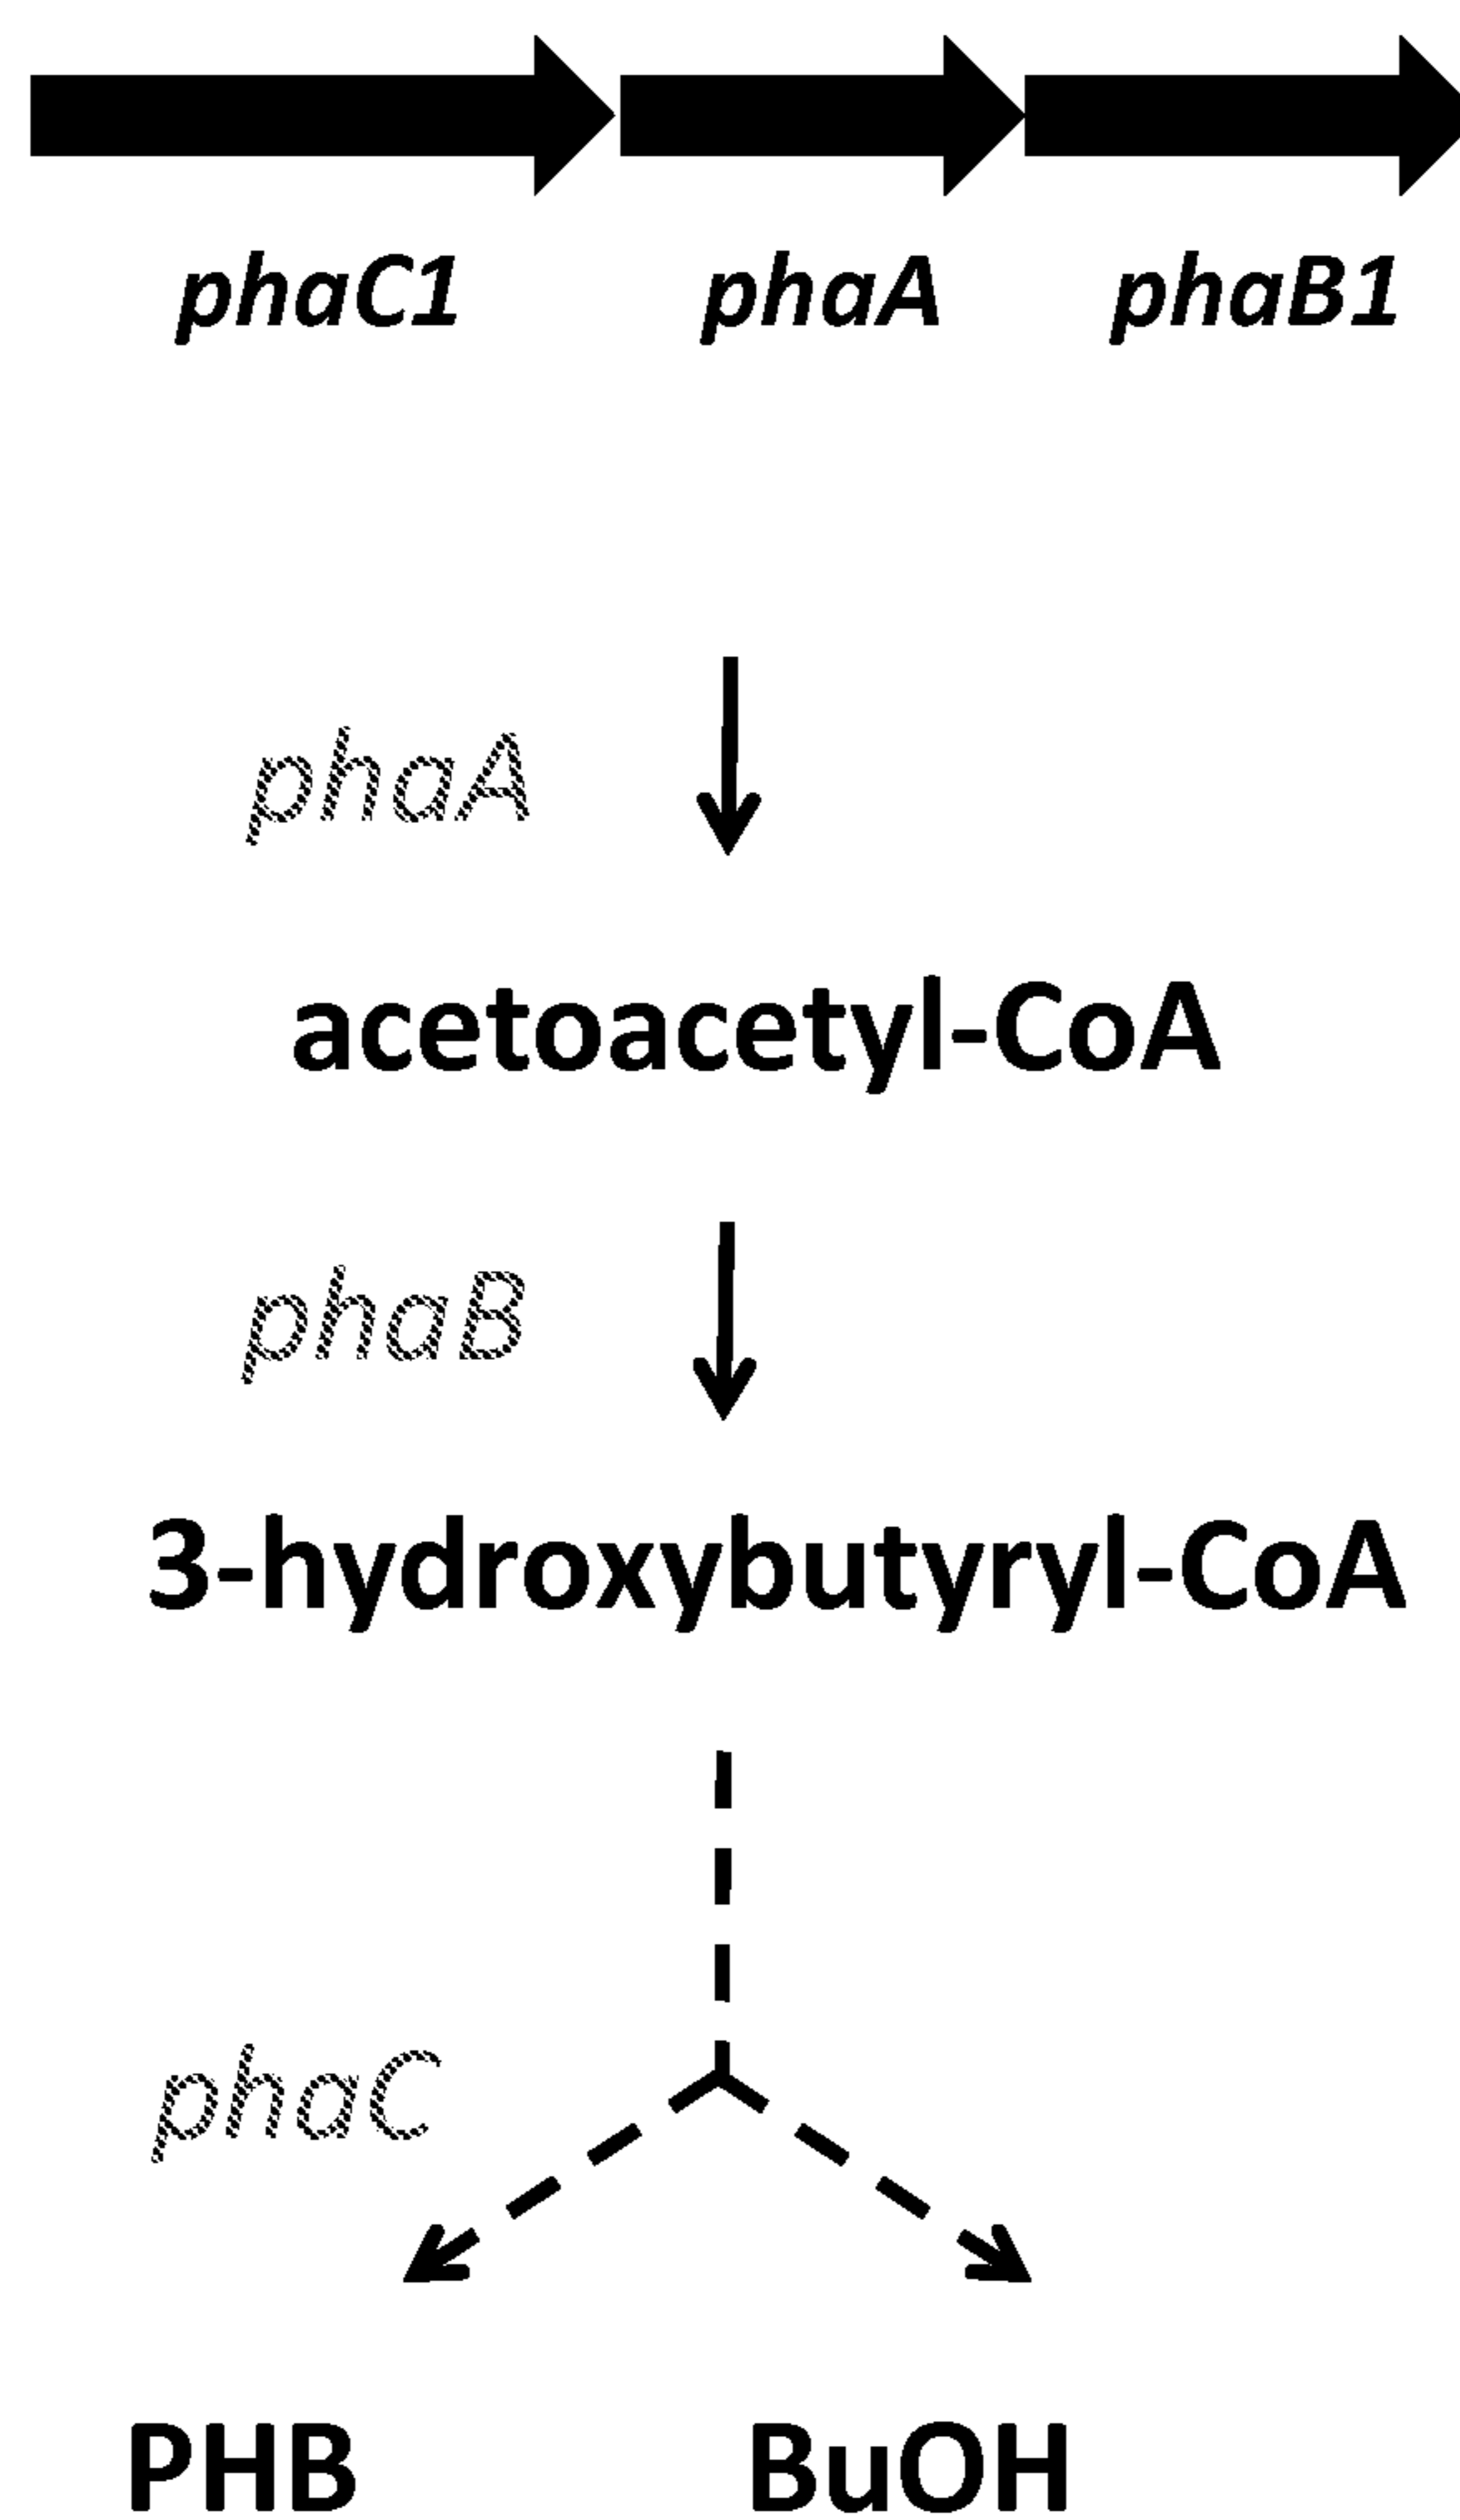 phaC1 phaA phaB1
phaA
acetoacetyl-CoA
phaB
3-hydroxybutyryl-CoA
phaC
PHB BuOH